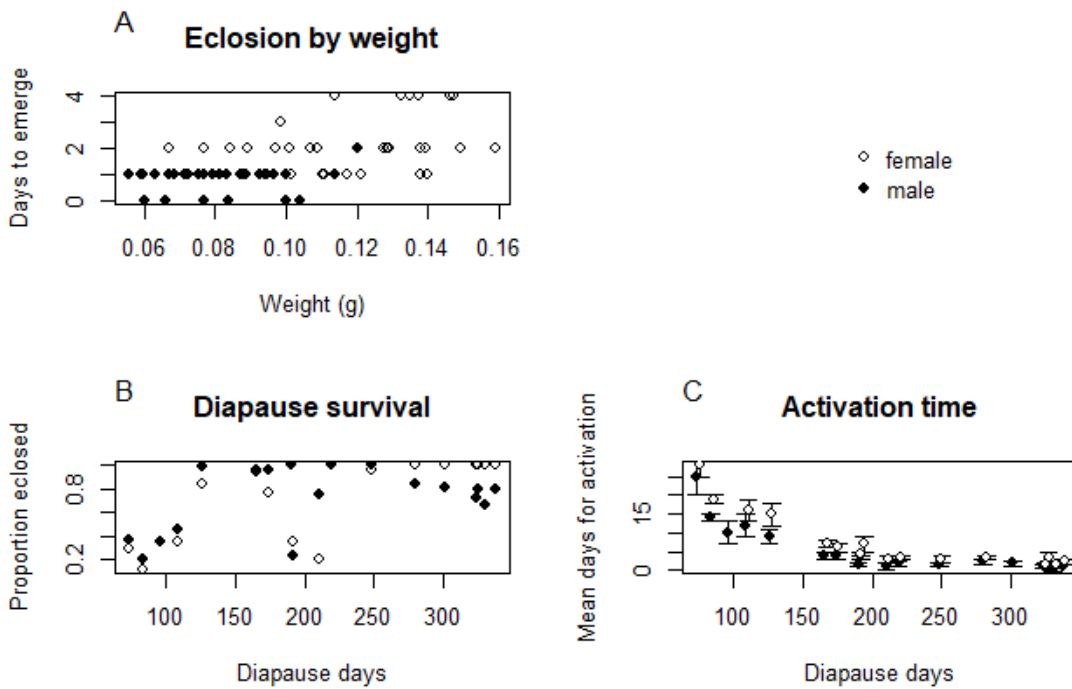 A
Eclosion by weight
Days to emerge
4
2
0
0.06 0.08 0.10 0.12 0.14 0.16
Weight (g)
female
male
B
Diapause survival
Proportion eclosed
0.8
0.2
100 150 200 250 300
Diapause days
C
Activation time
Mean days for activation
15
0
100 150 200 250 300
Diapause days